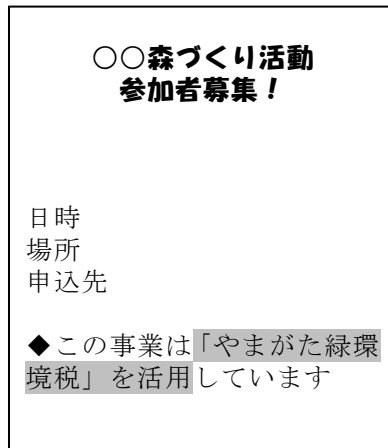 ○○森づくり活動
参加者募集！
日時
場所
申込先
◆この事業は「やまがた緑環
境税」を活用しています